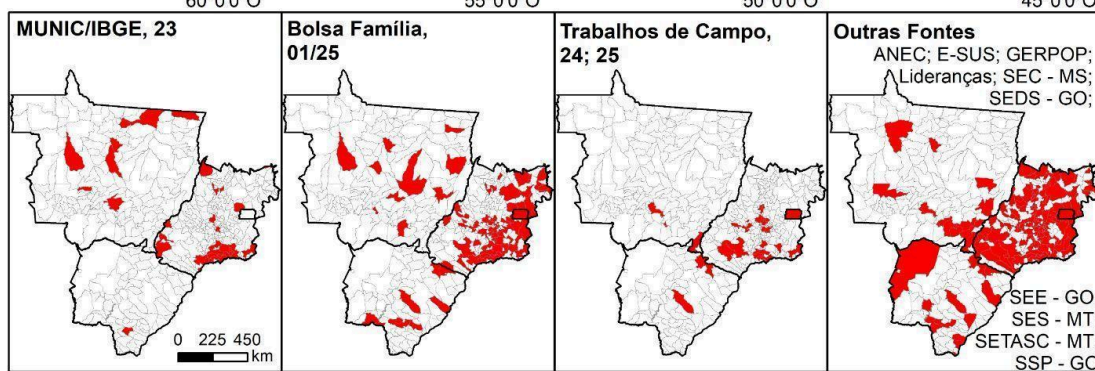 60°0'0"O
55°0'0"O
50°0'0"O
45°0'0"O
MUNIC/IBGE, 23
Bolsa Família,
01/25
Trabalhos de Campo,
24; 25
Outras Fontes
ANEC; E-SUS; GERPOP;
Lideranças; SEC - MS;
SEDS - GO;
SEE - GO
SES - MT
SETASC - MT
SSP - GO
0 225 450
km